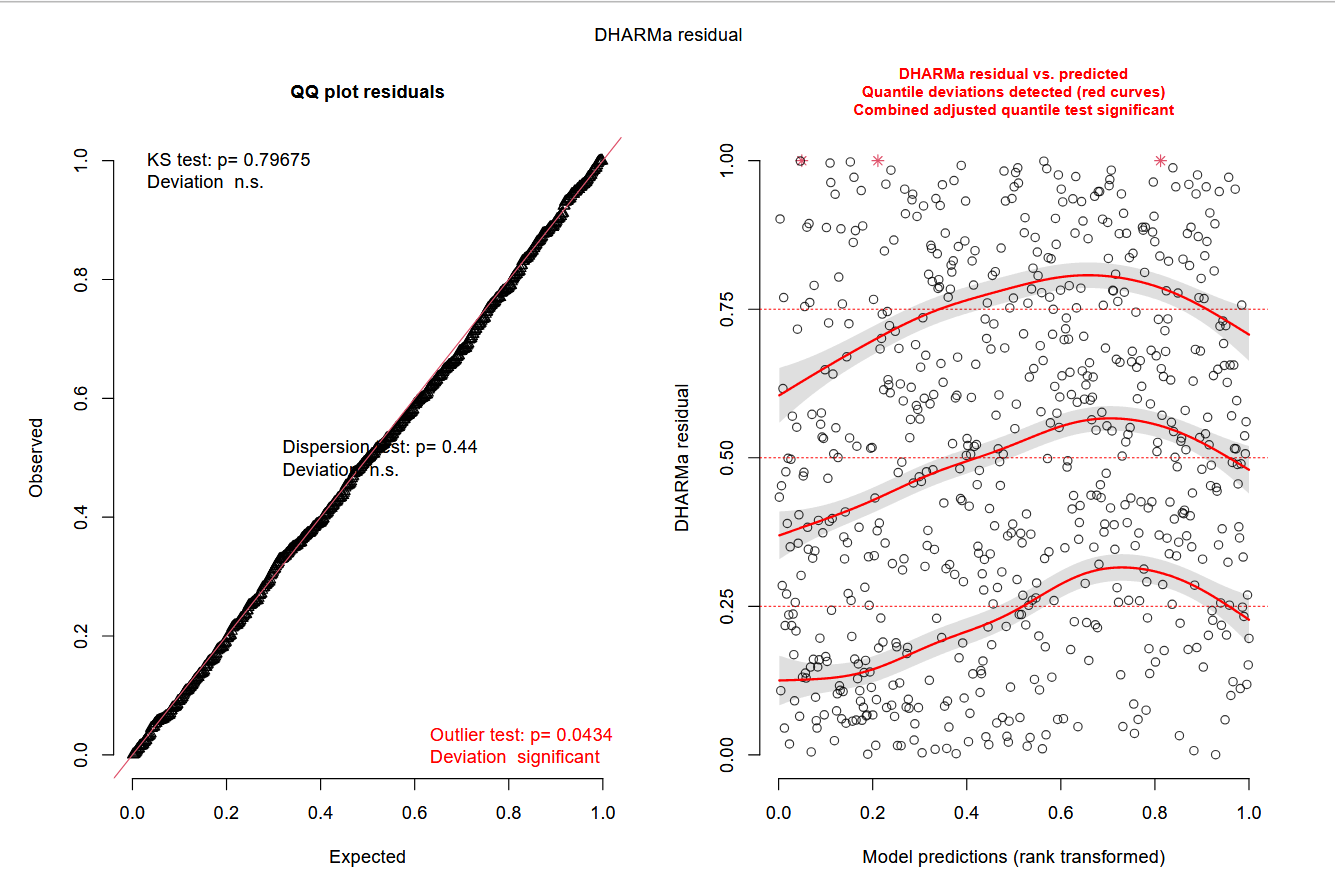 DHARMa residual
QQ plot residuals
KS test: p= 0.79675
Deviation n.s.
Dispersion test: p= 0.44
Deviation n.s.
Outlier test: p= 0.0434
Deviation significant
Observed
0.0
0.2
0.4
0.6
0.8
1.0
0.0
0.2
0.4
0.6
0.8
1.0
Expected
DHARMa residual vs. predicted
Quantile deviations detected (red curves)
Combined adjusted quantile test significant
DHARMa residual
0.00
0.25
0.50
0.75
1.00
0.0
0.2
0.4
0.6
0.8
1.0
Model predictions (rank transformed)